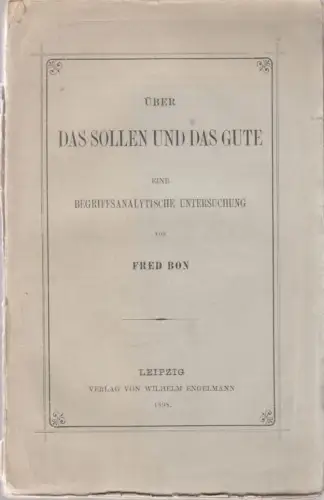 ÜBER
DAS SOLLEN UND DAS GUTE
EINE
BEGRIFFSANALYTISCHE UNTERSUCHUNG
VON
FRED BON
LEIPZIG
VERLAG VON WILHELM ENGELMANN
1898.